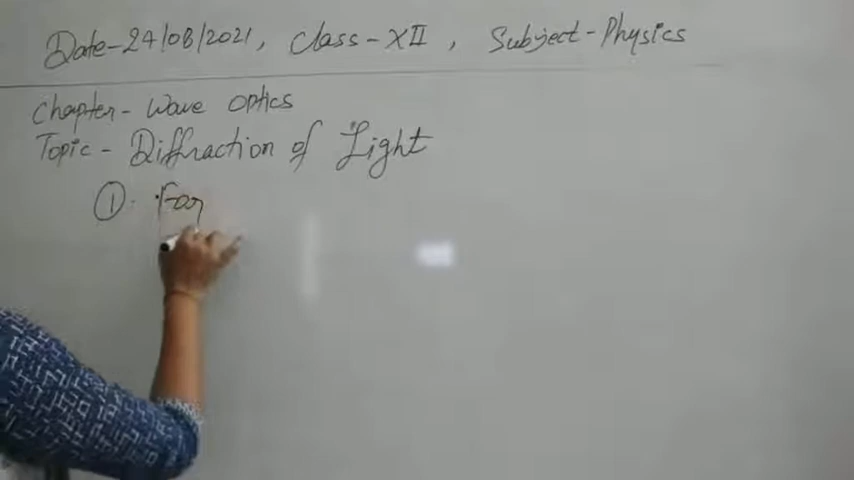 Date-24/08/2021, Class-XII, Subject-Physics
Chapter- Wave Optics
Topic - Diffraction of Light
①. For